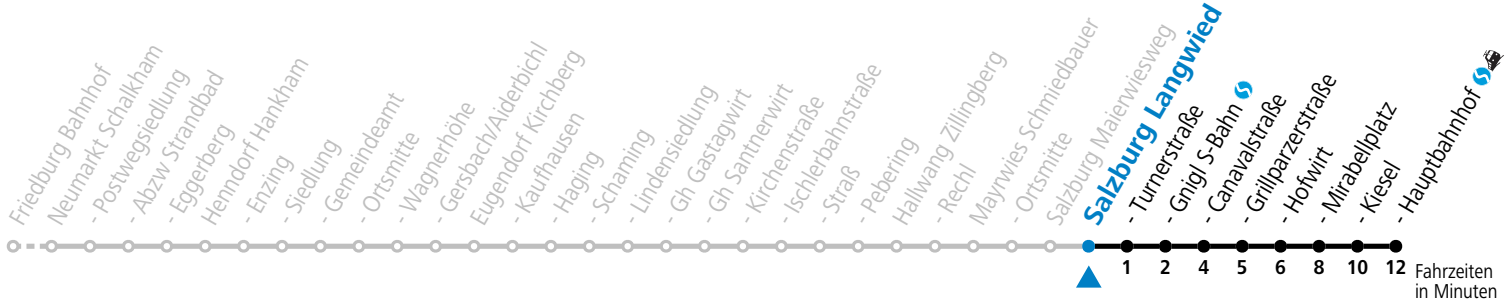 Friedburg Bahnhof
Neumarkt Schalkham
- Postwegsiedlung
- Abzw Strandbad
- Eggerberg
Henndorf Hankham
- Enzing
- Siedlung
- Gemeindeamt
- Ortsmitte
Wagnerhöhe
- Gersbach/Aiderbichl
Eugendorf Kirchberg
- Kaufhausen
- Haging
- Schaming
- Lindensiedlung
- Gh Gastagwirt
- Gh Santnerwirt
- Kirchenstraße
- Ischlerbahnstraße
- Straß
- Pebering
Hallwang Zillingberg
- Rechl
Mayrwies Schmiedbauer
- Ortsmitte
Salzburg Maierwiesweg
Salzburg Langwied
- Turnerstraße
- Gnigl S-Bahn
- Canavalstraße
- Grillparzerstraße
- Hofwirt
- Mirabellplatz
- Kiesel
- Hauptbahnhof
1 2 4 5 6 8 10 12 Fahrzeiten
in Minuten